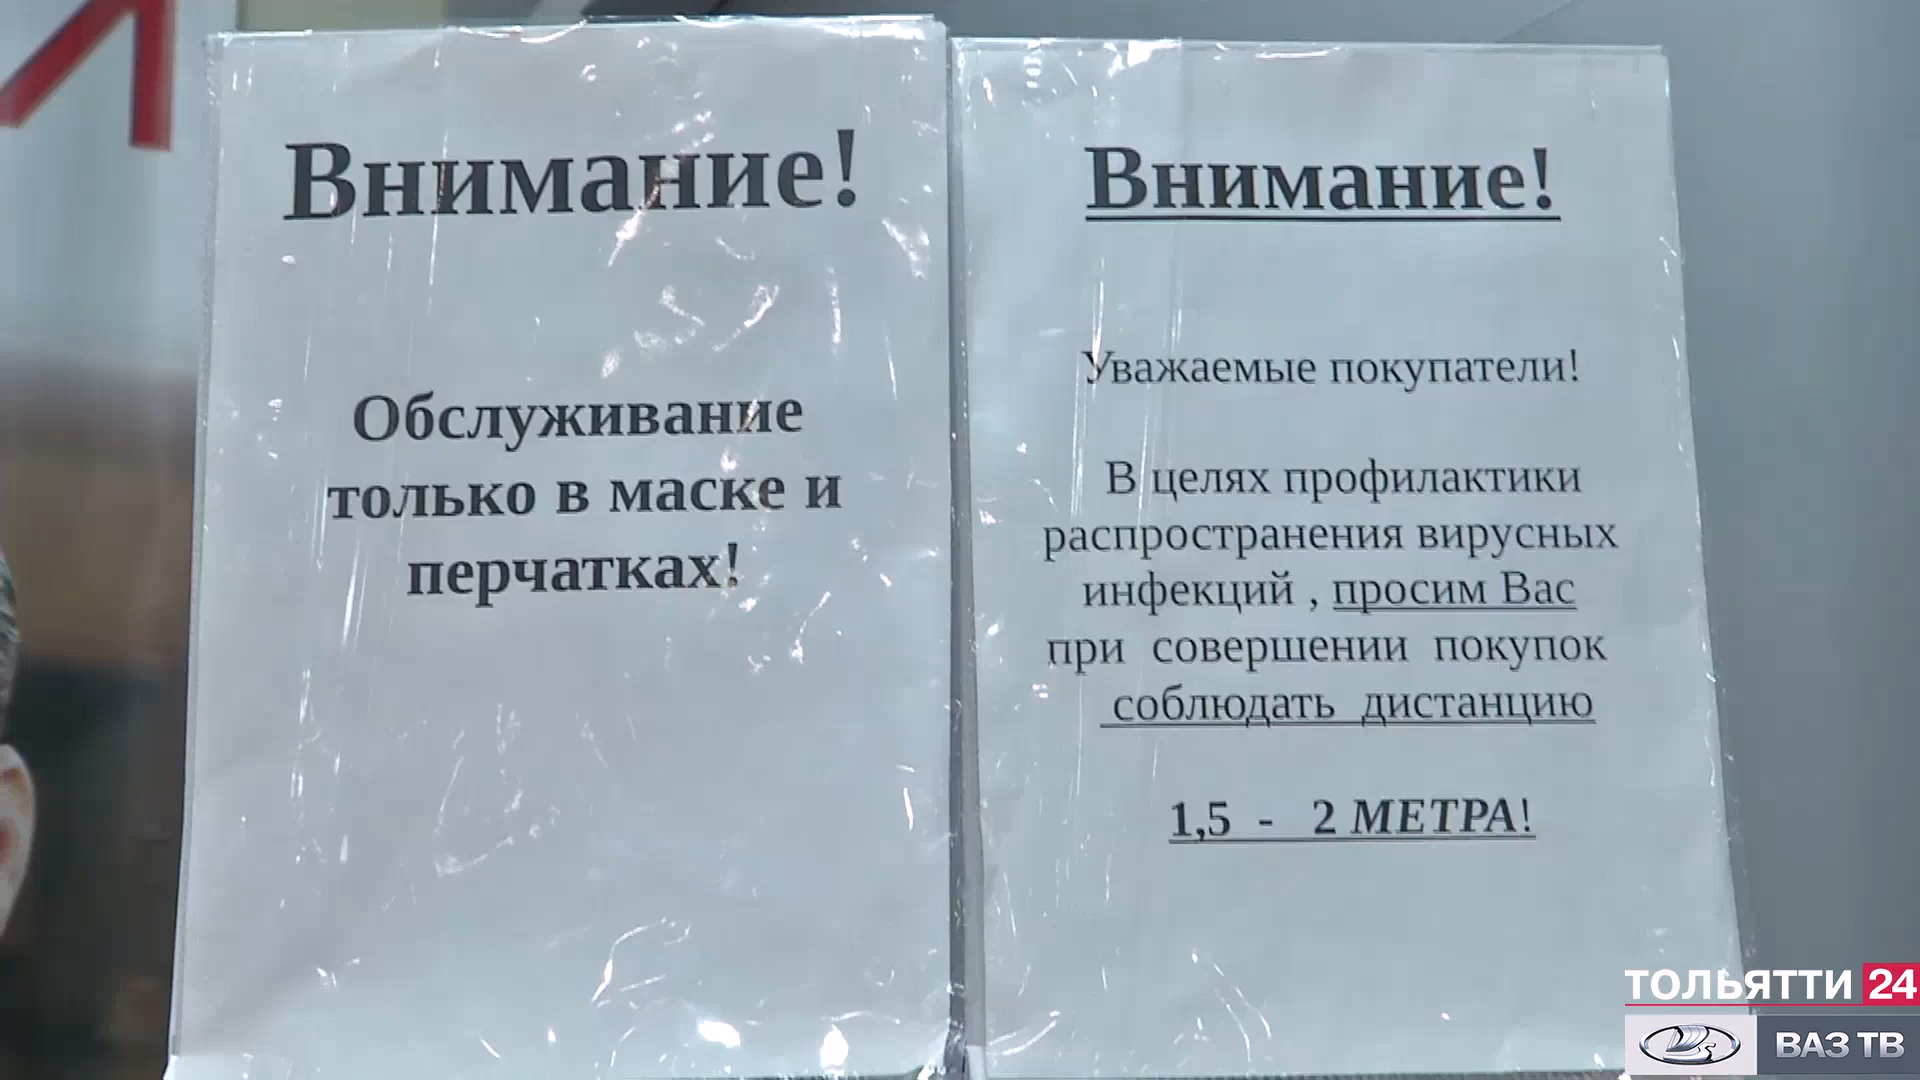 Внимание!
Обслуживание
только в маске и
перчатках!
Внимание!
Уважаемые покупатели!
В целях профилактики
распространения вирусных
инфекций , просим Вас
при совершении покупок
соблюдать дистанцию
1,5 - 2 МЕТРА!
ТОЛЬЯТТИ 24
ВАЗ ТВ